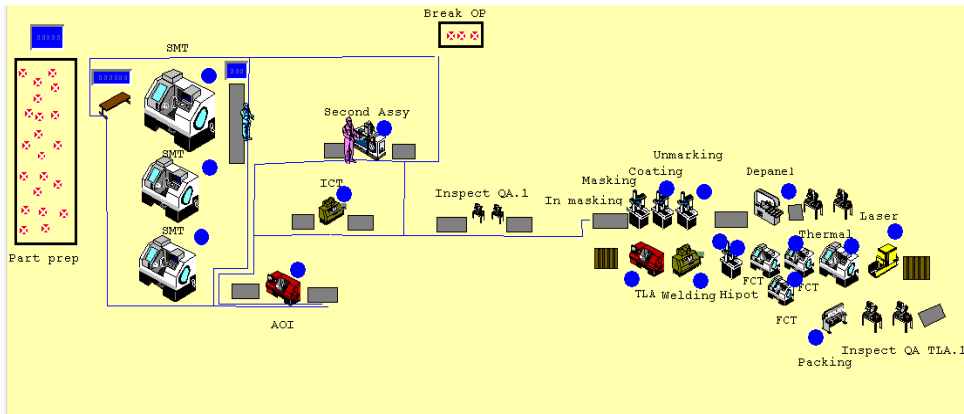 Break OP
SMT
Second Assy
SMT
Unmarking
Coating
Depanel
Masking
ICT
Inspect QA.1
In masking
Laser
SMT
Thermal
Part prep
TLA
Welding
Hipot
FCT
FCT
AOI
FCT
Packing
Inspect QA TLA.1